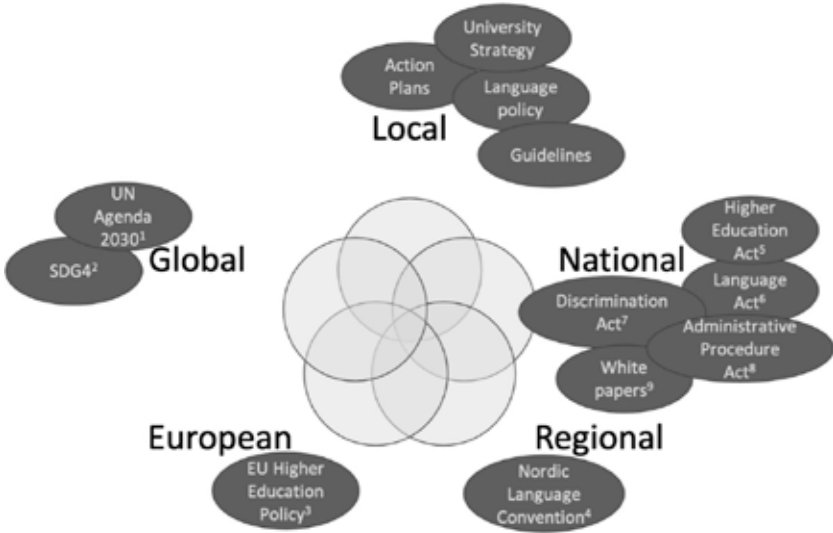 University
Strategy
Action
Plans
Language
policy
Local
Guidelines
UN
Agenda
2030¹
SDG4²
Global
National
Higher
Education
Act⁵
Language
Act⁶
Discrimination
Act⁷
Administrative
Procedure
Act⁸
White
papers⁹
European
EU Higher
Education
Policy³
Regional
Nordic
Language
Convention⁴